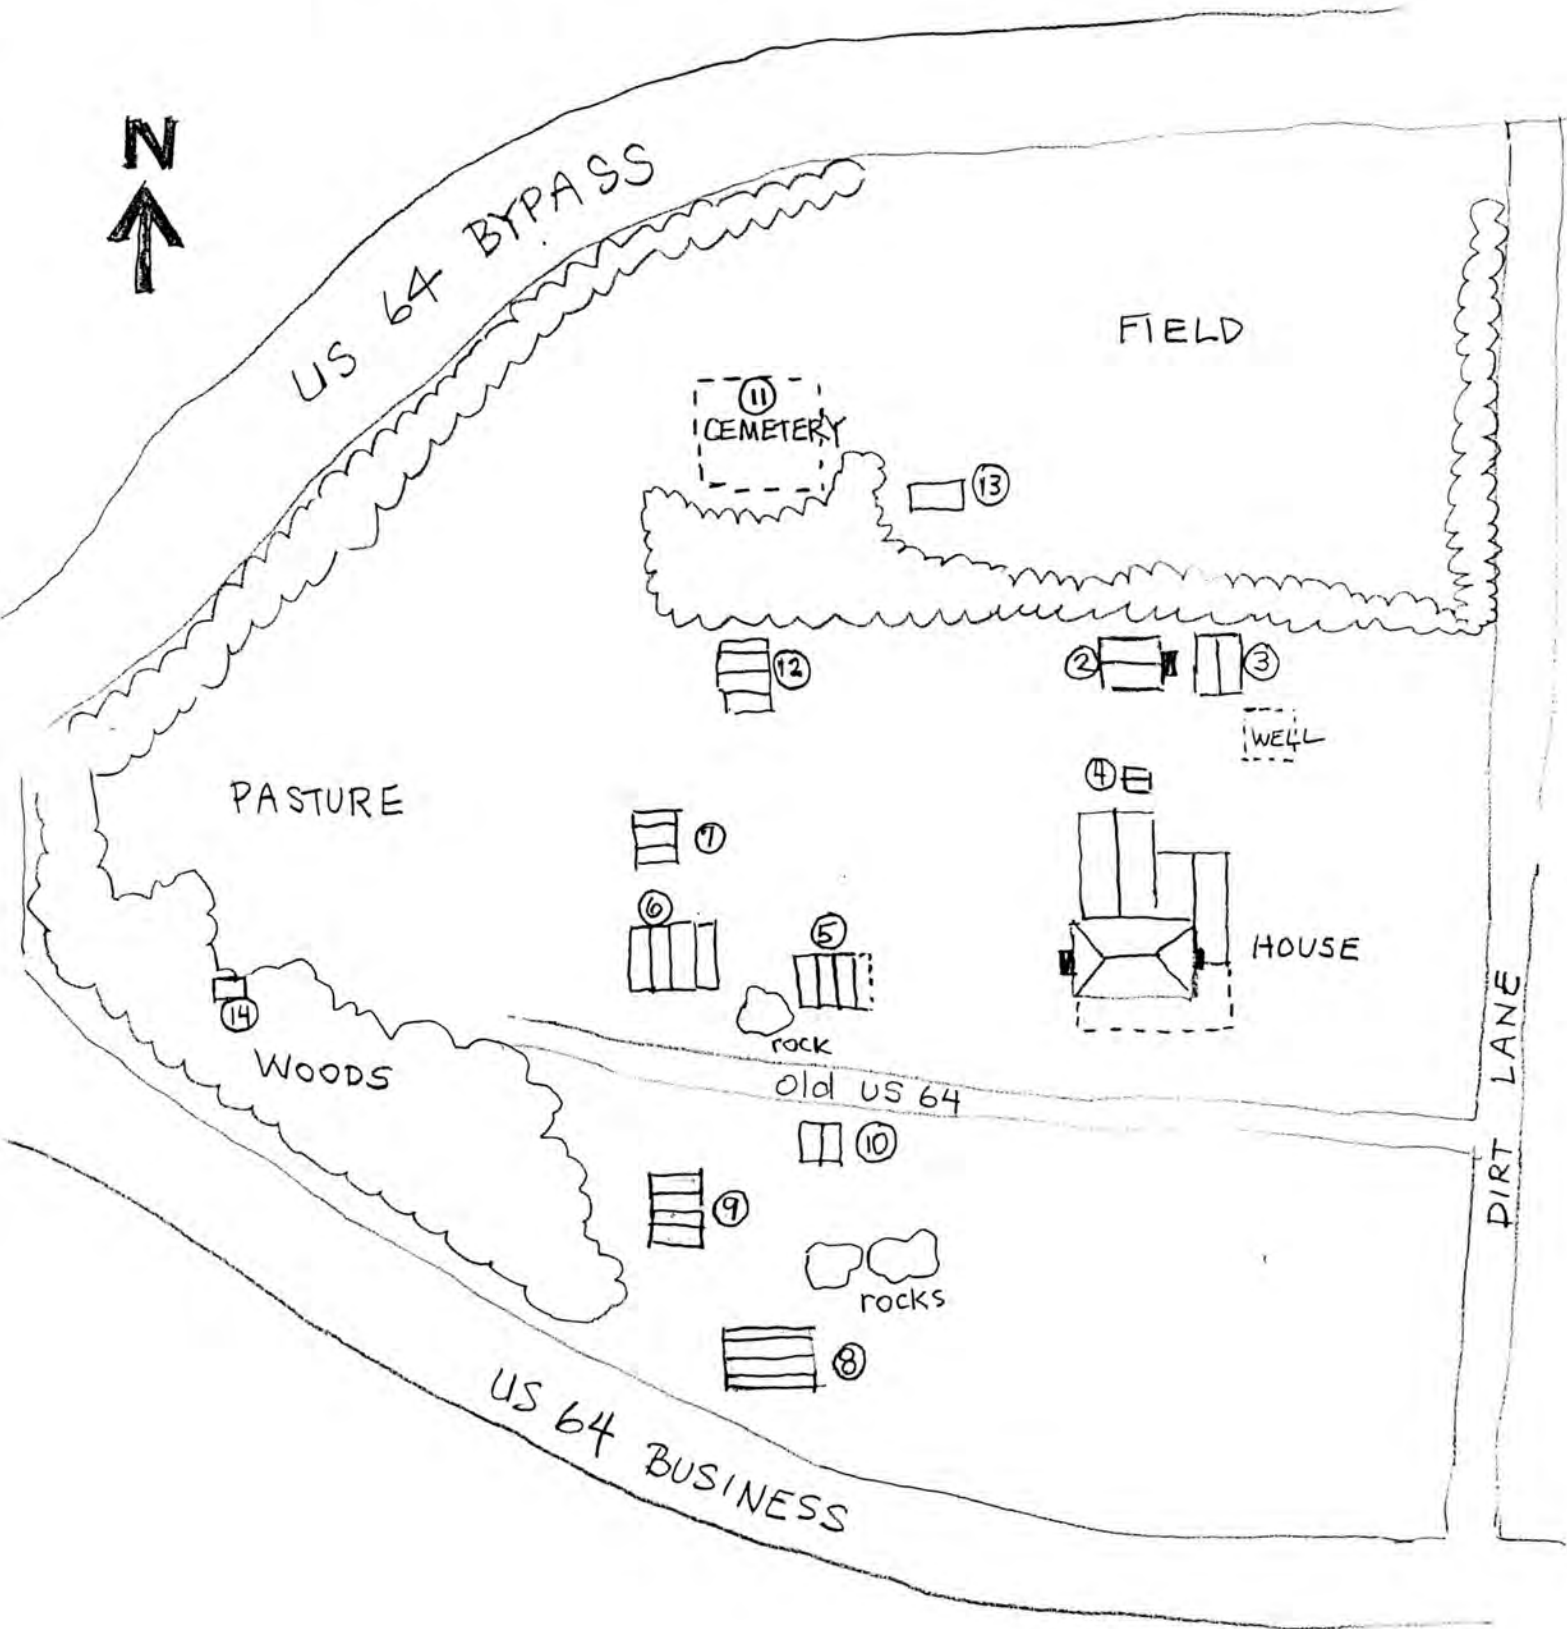 N
US 64 BYPASS
FIELD
11
CEMETERY
13
12
2
3
WELL
4
PASTURE
7
6
5
HOUSE
14
rock
WOODS
Old US 64
DIRT LANE
10
9
rocks
8
US 64 BUSINESS